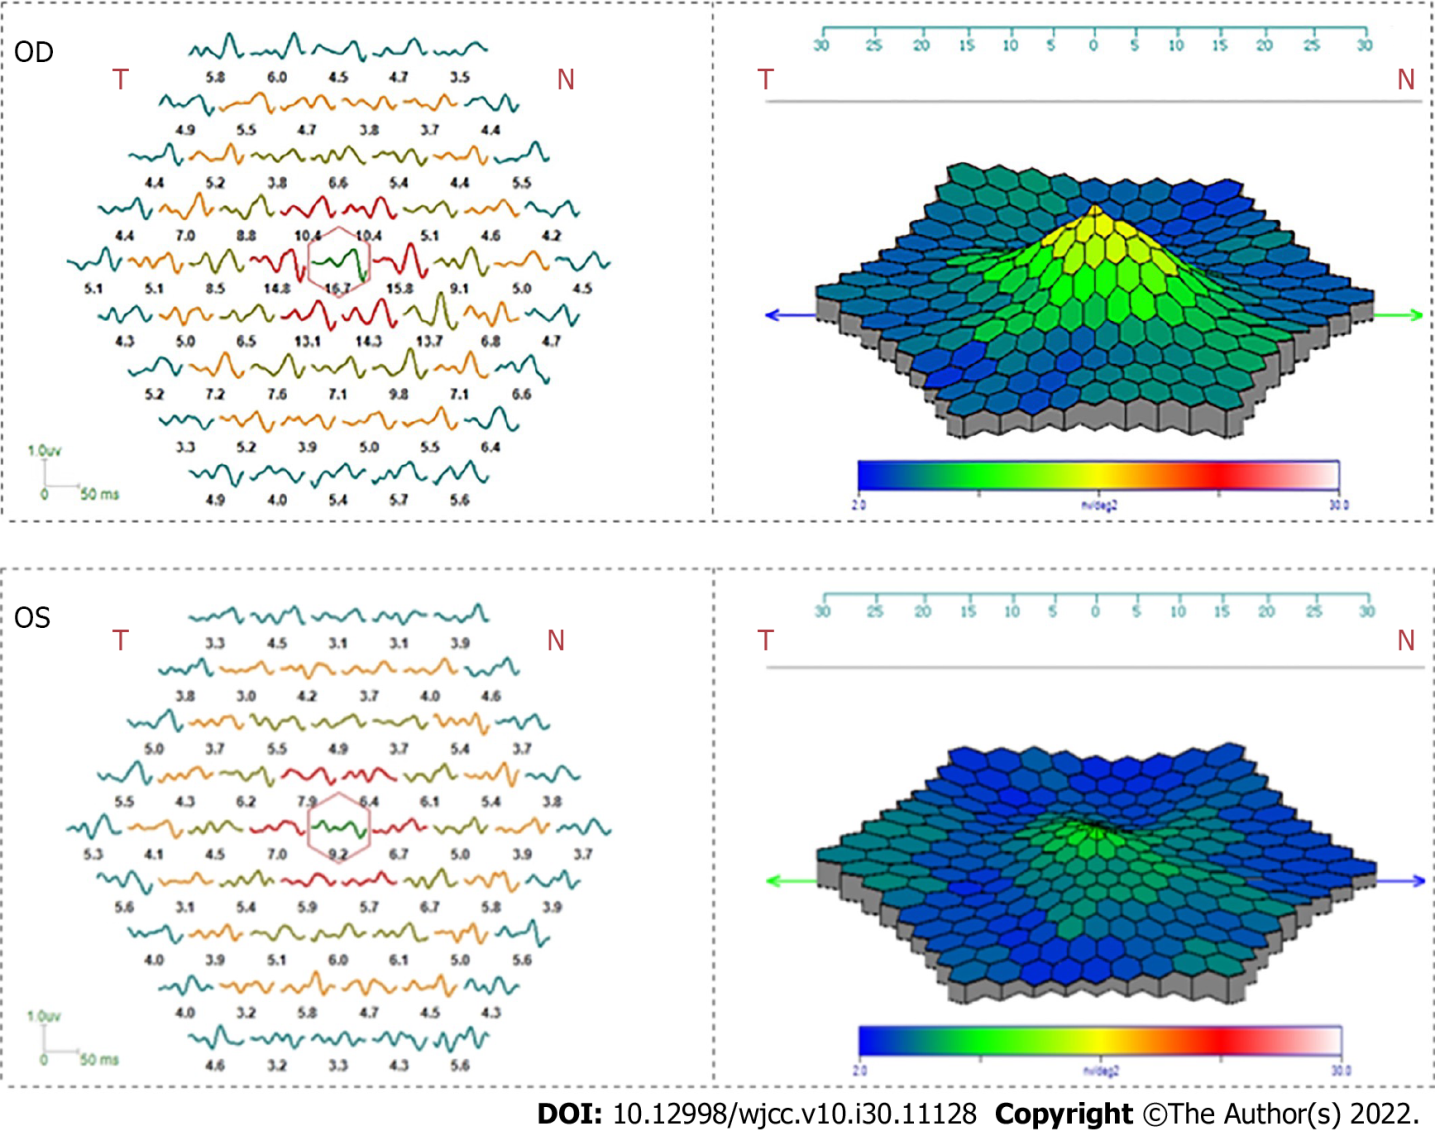 OD
T N
5.8 6.0 4.5 4.7 3.5
4.9 5.5 4.7 3.8 3.7 4.4
4.4 5.2 3.8 6.6 5.4 4.4 5.5
4.4 7.0 8.8 10.4 10.4 5.1 4.6 4.2
5.1 5.1 8.5 14.8 16.7 15.8 9.1 5.0 4.5
4.3 5.0 6.5 13.1 14.3 13.7 6.8 4.7
5.2 7.2 7.6 7.1 9.8 7.1 6.6
3.3 5.2 3.9 5.0 5.5 6.4
4.9 4.0 5.4 5.7 5.6
1.0uv
0 50 ms
30 25 20 15 10 5 0 5 10 15 20 25 30
T N
2.0 nv/deg2 30.0
OS
T N
3.3 4.5 3.1 3.1 3.9
3.8 3.0 4.2 3.7 4.0 4.6
5.0 3.7 5.5 4.9 3.7 5.4 3.7
5.5 4.3 6.2 7.9 6.4 6.1 5.4 3.8
5.3 4.1 4.5 7.0 9.2 6.7 5.0 3.9 3.7
5.6 3.1 5.4 5.9 5.7 6.7 5.8 3.9
4.0 3.9 5.1 6.0 6.1 5.0 5.6
4.0 3.2 5.8 4.7 4.5 4.3
4.6 3.2 3.3 4.3 5.6
1.0uv
0 50 ms
30 25 20 15 10 5 0 5 10 15 20 25 30
T N
2.0 nv/deg2 30.0
DOI: 10.12998/wjcc.v10.i30.11128 Copyright ©The Author(s) 2022.